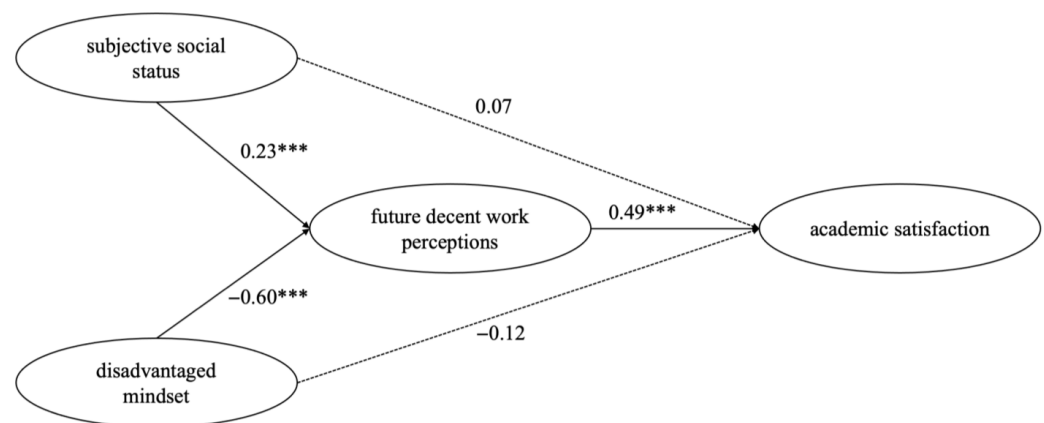 subjective social
status
0.07
0.23***
future decent work
perceptions
0.49***
academic satisfaction
−0.60***
−0.12
disadvantaged
mindset